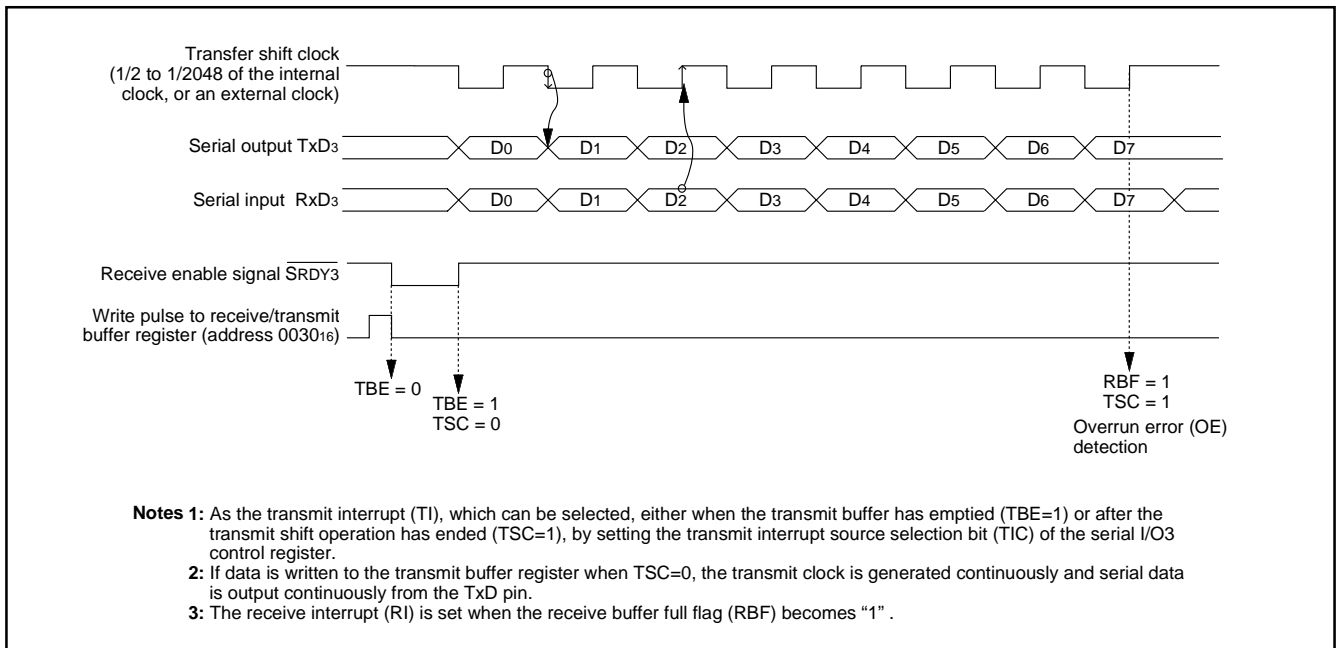 Transfer shift clock
(1/2 to 1/2048 of the internal
clock, or an external clock)
Serial output TxD3
D0 D1 D2 D3 D4 D5 D6 D7
Serial input RxD3
D0 D1 D2 D3 D4 D5 D6 D7
Receive enable signal SRDY3
Write pulse to receive/transmit
buffer register (address 003016)
TBE = 0
TBE = 1
TSC = 0
RBF = 1
TSC = 1
Overrun error (OE)
detection
Notes 1: As the transmit interrupt (TI), which can be selected, either when the transmit buffer has emptied (TBE=1) or after the
transmit shift operation has ended (TSC=1), by setting the transmit interrupt source selection bit (TIC) of the serial I/O3
control register.
2: If data is written to the transmit buffer register when TSC=0, the transmit clock is generated continuously and serial data
is output continuously from the TxD pin.
3: The receive interrupt (RI) is set when the receive buffer full flag (RBF) becomes “1” .